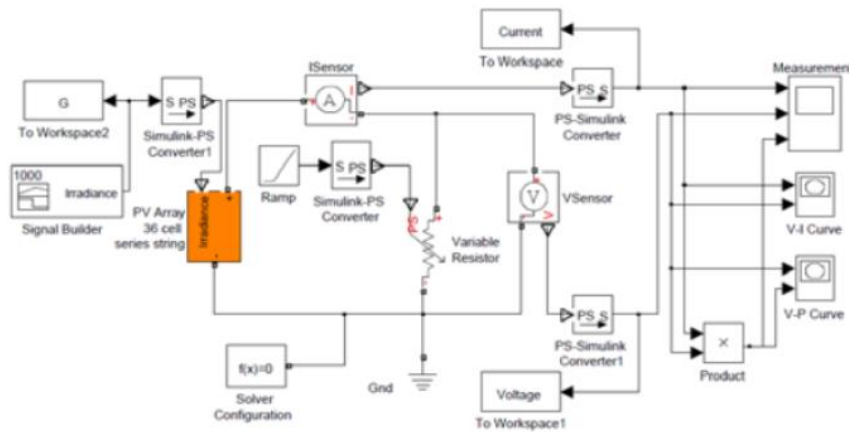 Current
To Workspace
ISensor
Measurement
G
To Workspace2
S PS
Simulink-PS
Converter1
A
I
PS S
PS-Simulink
Converter
1000
Irradiance
Signal Builder
PV Array
36 cell
series string
Irradiance
+
-
Ramp
S PS
Simulink-PS
Converter
PS
+
-
Variable
Resistor
V
V
VSensor
V-I Curve
V-P Curve
PS S
PS-Simulink
Converter1
×
Product
f(x)=0
Solver
Configuration
Gnd
Voltage
To Workspace1